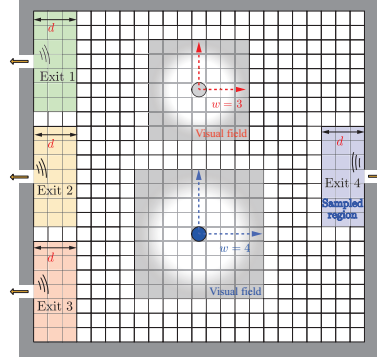 d
Exit 1
w = 3
Visual field
d
Exit 2
d
Exit 4
Sampled
region
w = 4
d
Exit 3
Visual field